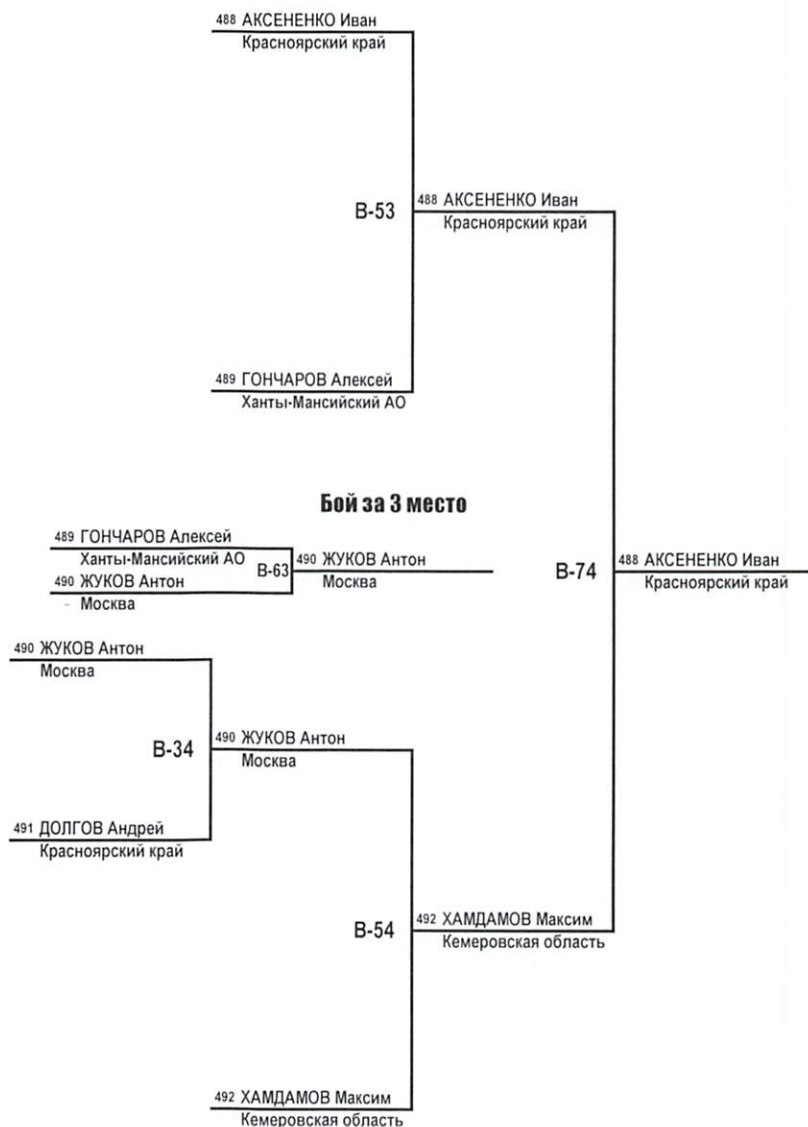 488 АКСЕНЕНКО Иван
Красноярский край
B-53
488 АКСЕНЕНКО Иван
Красноярский край
489 ГОНЧАРОВ Алексей
Ханты-Мансийский АО
Бой за 3 место
489 ГОНЧАРОВ Алексей
Ханты-Мансийский АО
B-63
490 ЖУКОВ Антон
Москва
490 ЖУКОВ Антон
Москва
B-74
488 АКСЕНЕНКО Иван
Красноярский край
490 ЖУКОВ Антон
Москва
B-34
490 ЖУКОВ Антон
Москва
491 ДОЛГОВ Андрей
Красноярский край
B-54
492 ХАМДАМОВ Максим
Кемеровская область
492 ХАМДАМОВ Максим
Кемеровская область